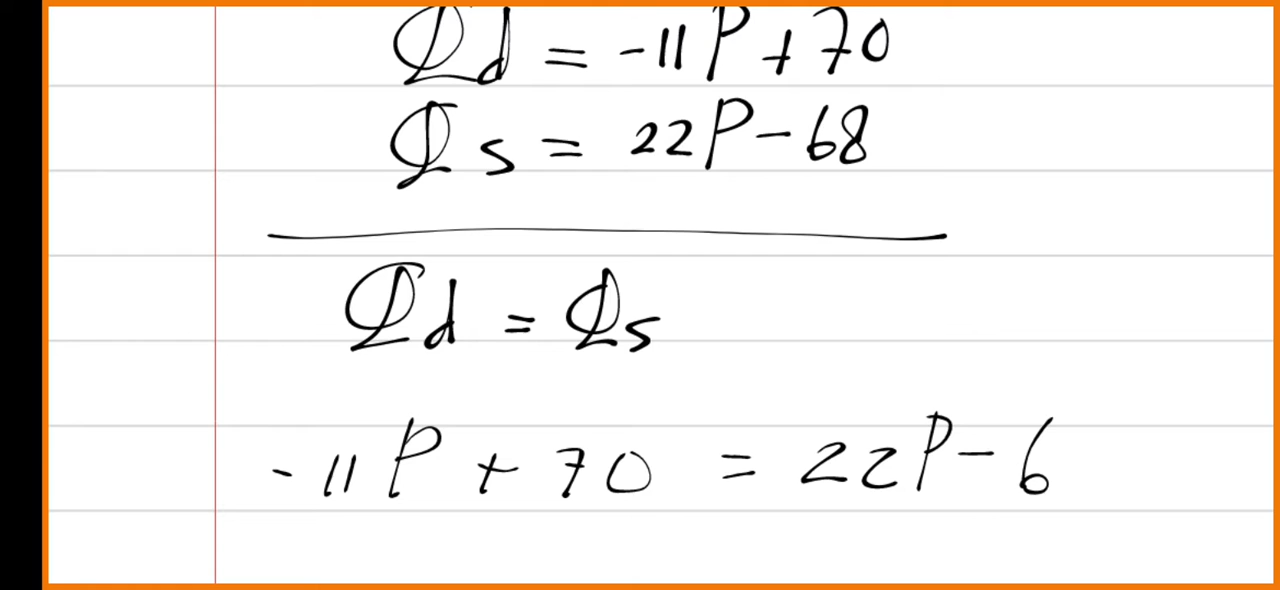 Qd = -11P + 70
Qs = 22P - 68
Qd = Qs
-11P + 70 = 22P - 6